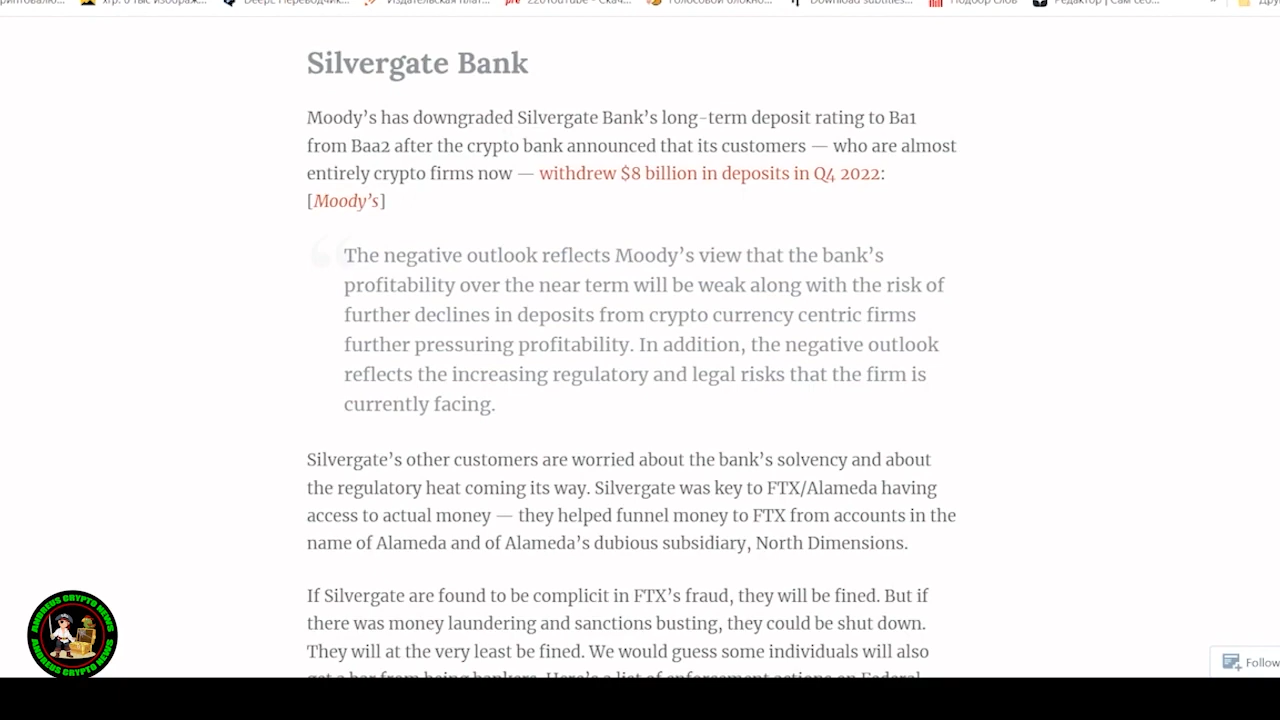 Silvergate Bank
Moody’s has downgraded Silvergate Bank’s long-term deposit rating to Ba1
from Baa2 after the crypto bank announced that its customers — who are almost
entirely crypto firms now — withdrew $8 billion in deposits in Q4 2022:
[Moody’s]
The negative outlook reflects Moody’s view that the bank’s
profitability over the near term will be weak along with the risk of
further declines in deposits from crypto currency centric firms
further pressuring profitability. In addition, the negative outlook
reflects the increasing regulatory and legal risks that the firm is
currently facing.
Silvergate’s other customers are worried about the bank’s solvency and about
the regulatory heat coming its way. Silvergate was key to FTX/Alameda having
access to actual money — they helped funnel money to FTX from accounts in the
name of Alameda and of Alameda’s dubious subsidiary, North Dimensions.
If Silvergate are found to be complicit in FTX’s fraud, they will be fined. But if
there was money laundering and sanctions busting, they could be shut down.
They will at the very least be fined. We would guess some individuals will also
ANDREUS CRYPTO NEWS
ANDREUS CRYPTO NEWS
Follow